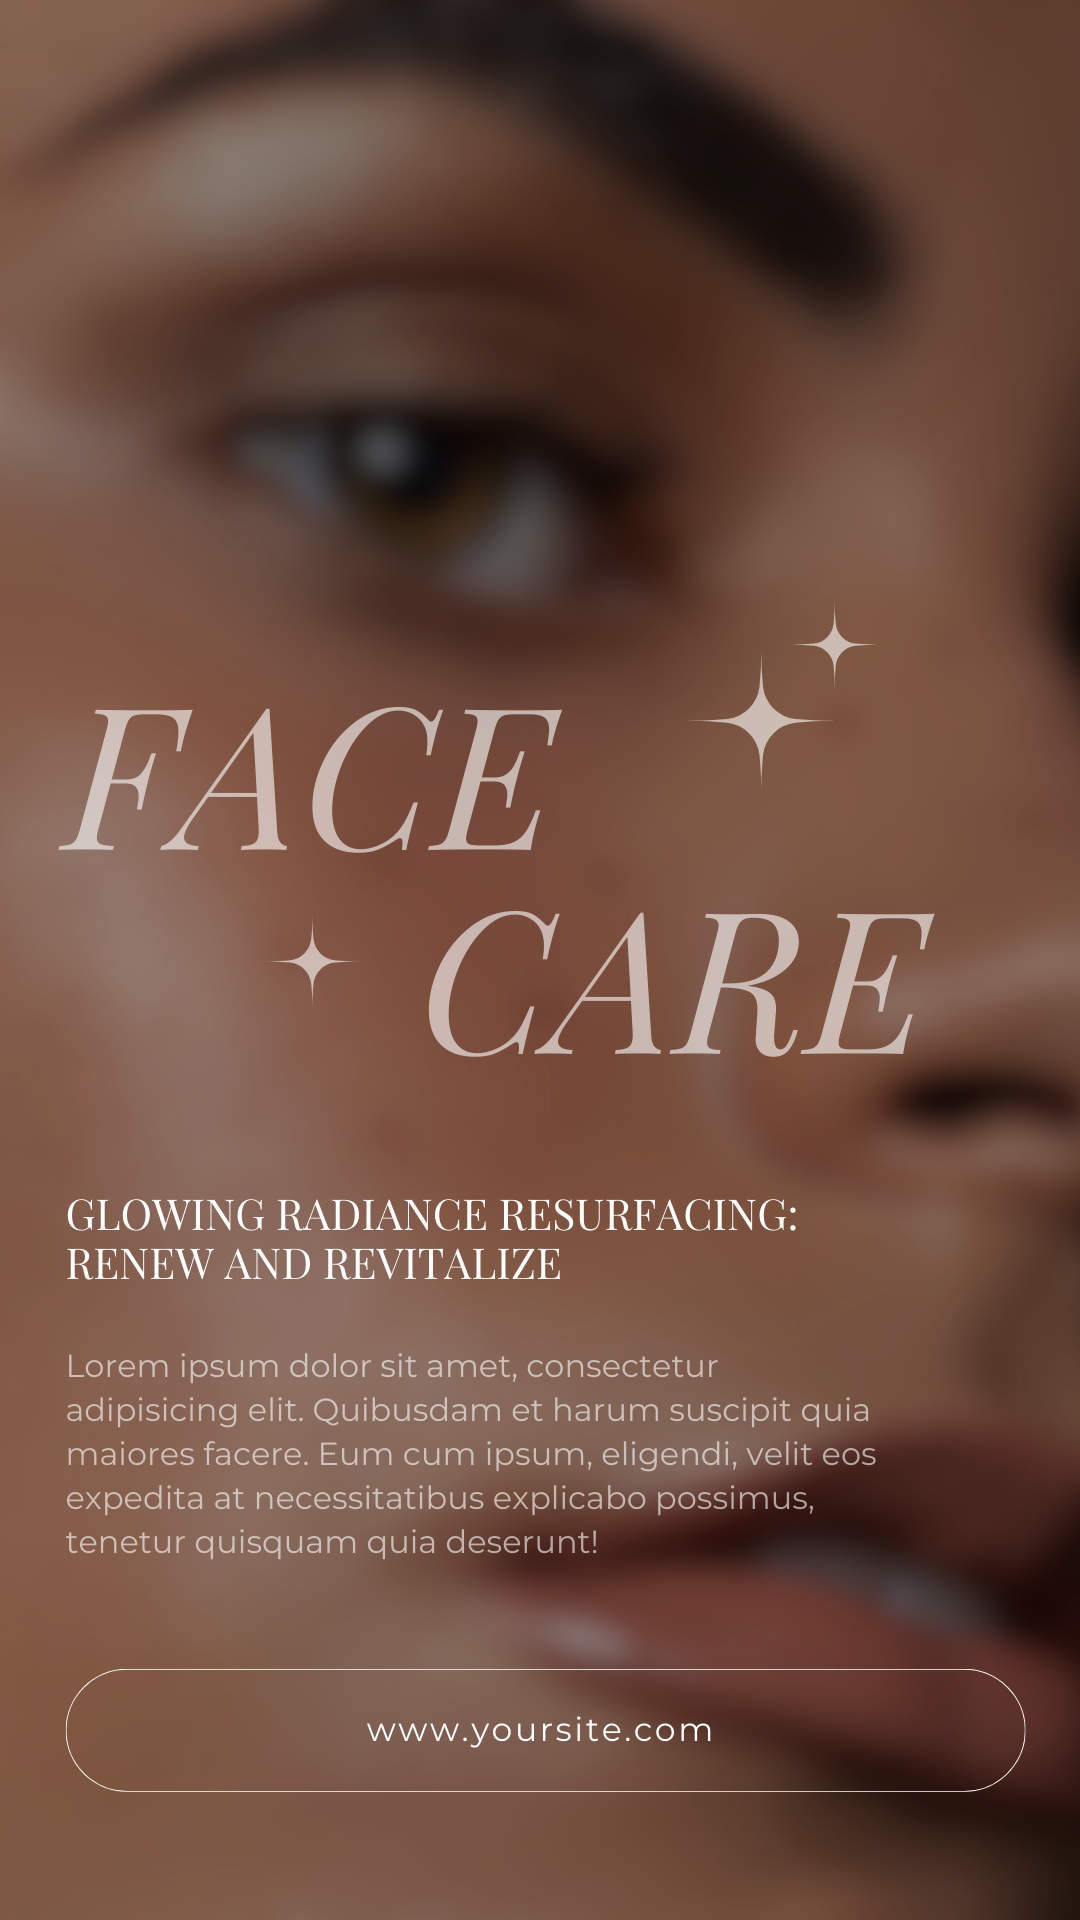 FACE
CARE
GLOWING RADIANCE RESURFACING:
RENEW AND REVITALIZE
Lorem ipsum dolor sit amet, consectetur
adipisicing elit. Quibusdam et harum suscipit quia
maiores facere. Eum cum ipsum, eligendi, velit eos
expedita at necessitatibus explicabo possimus,
tenetur quisquam quia deserunt!
www.yoursite.com